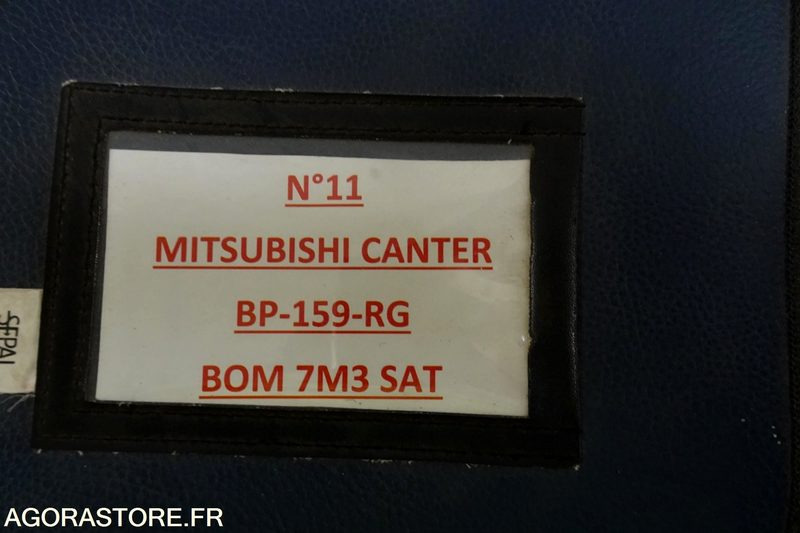 N°11
MITSUBISHI CANTER
BP-159-RG
BOM 7M3 SAT
AGORASTORE.FR